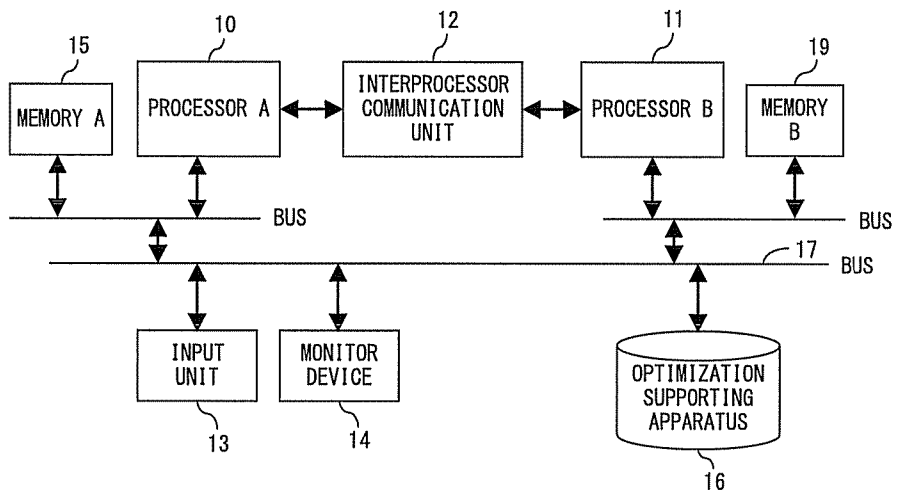 15
10
12
11
19
MEMORY A
PROCESSOR A
INTERPROCESSOR
COMMUNICATION
UNIT
PROCESSOR B
MEMORY
B
BUS
BUS
17
BUS
INPUT
UNIT
MONITOR
DEVICE
OPTIMIZATION
SUPPORTING
APPARATUS
13
14
16